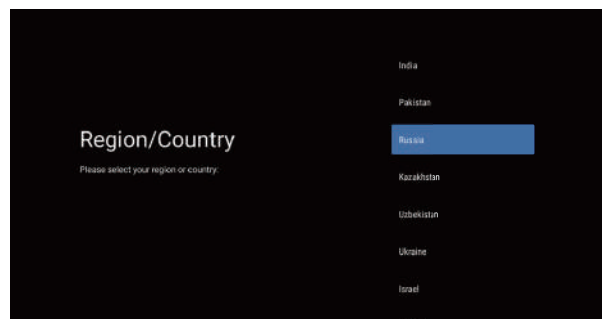 Region/Country
Please select your region or country:
India
Pakistan
Russia
Kazakhstan
Uzbekistan
Ukraine
Israel